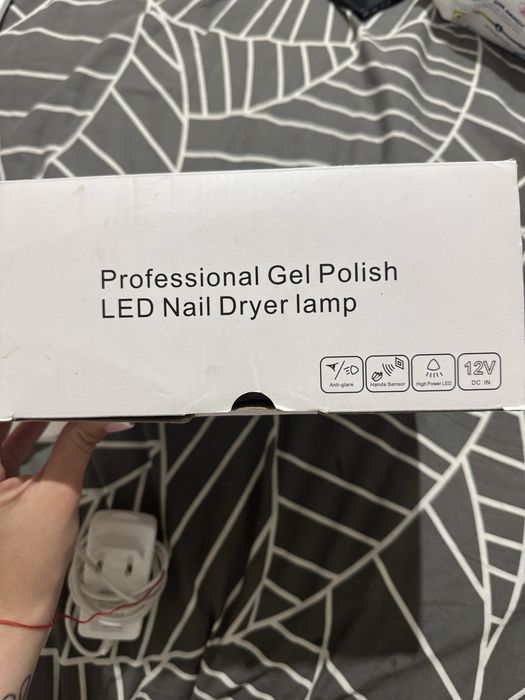 Professional Gel Polish
LED Nail Dryer lamp
12V
Anti-glare
Hands Sensor
High Power LED
DC IN